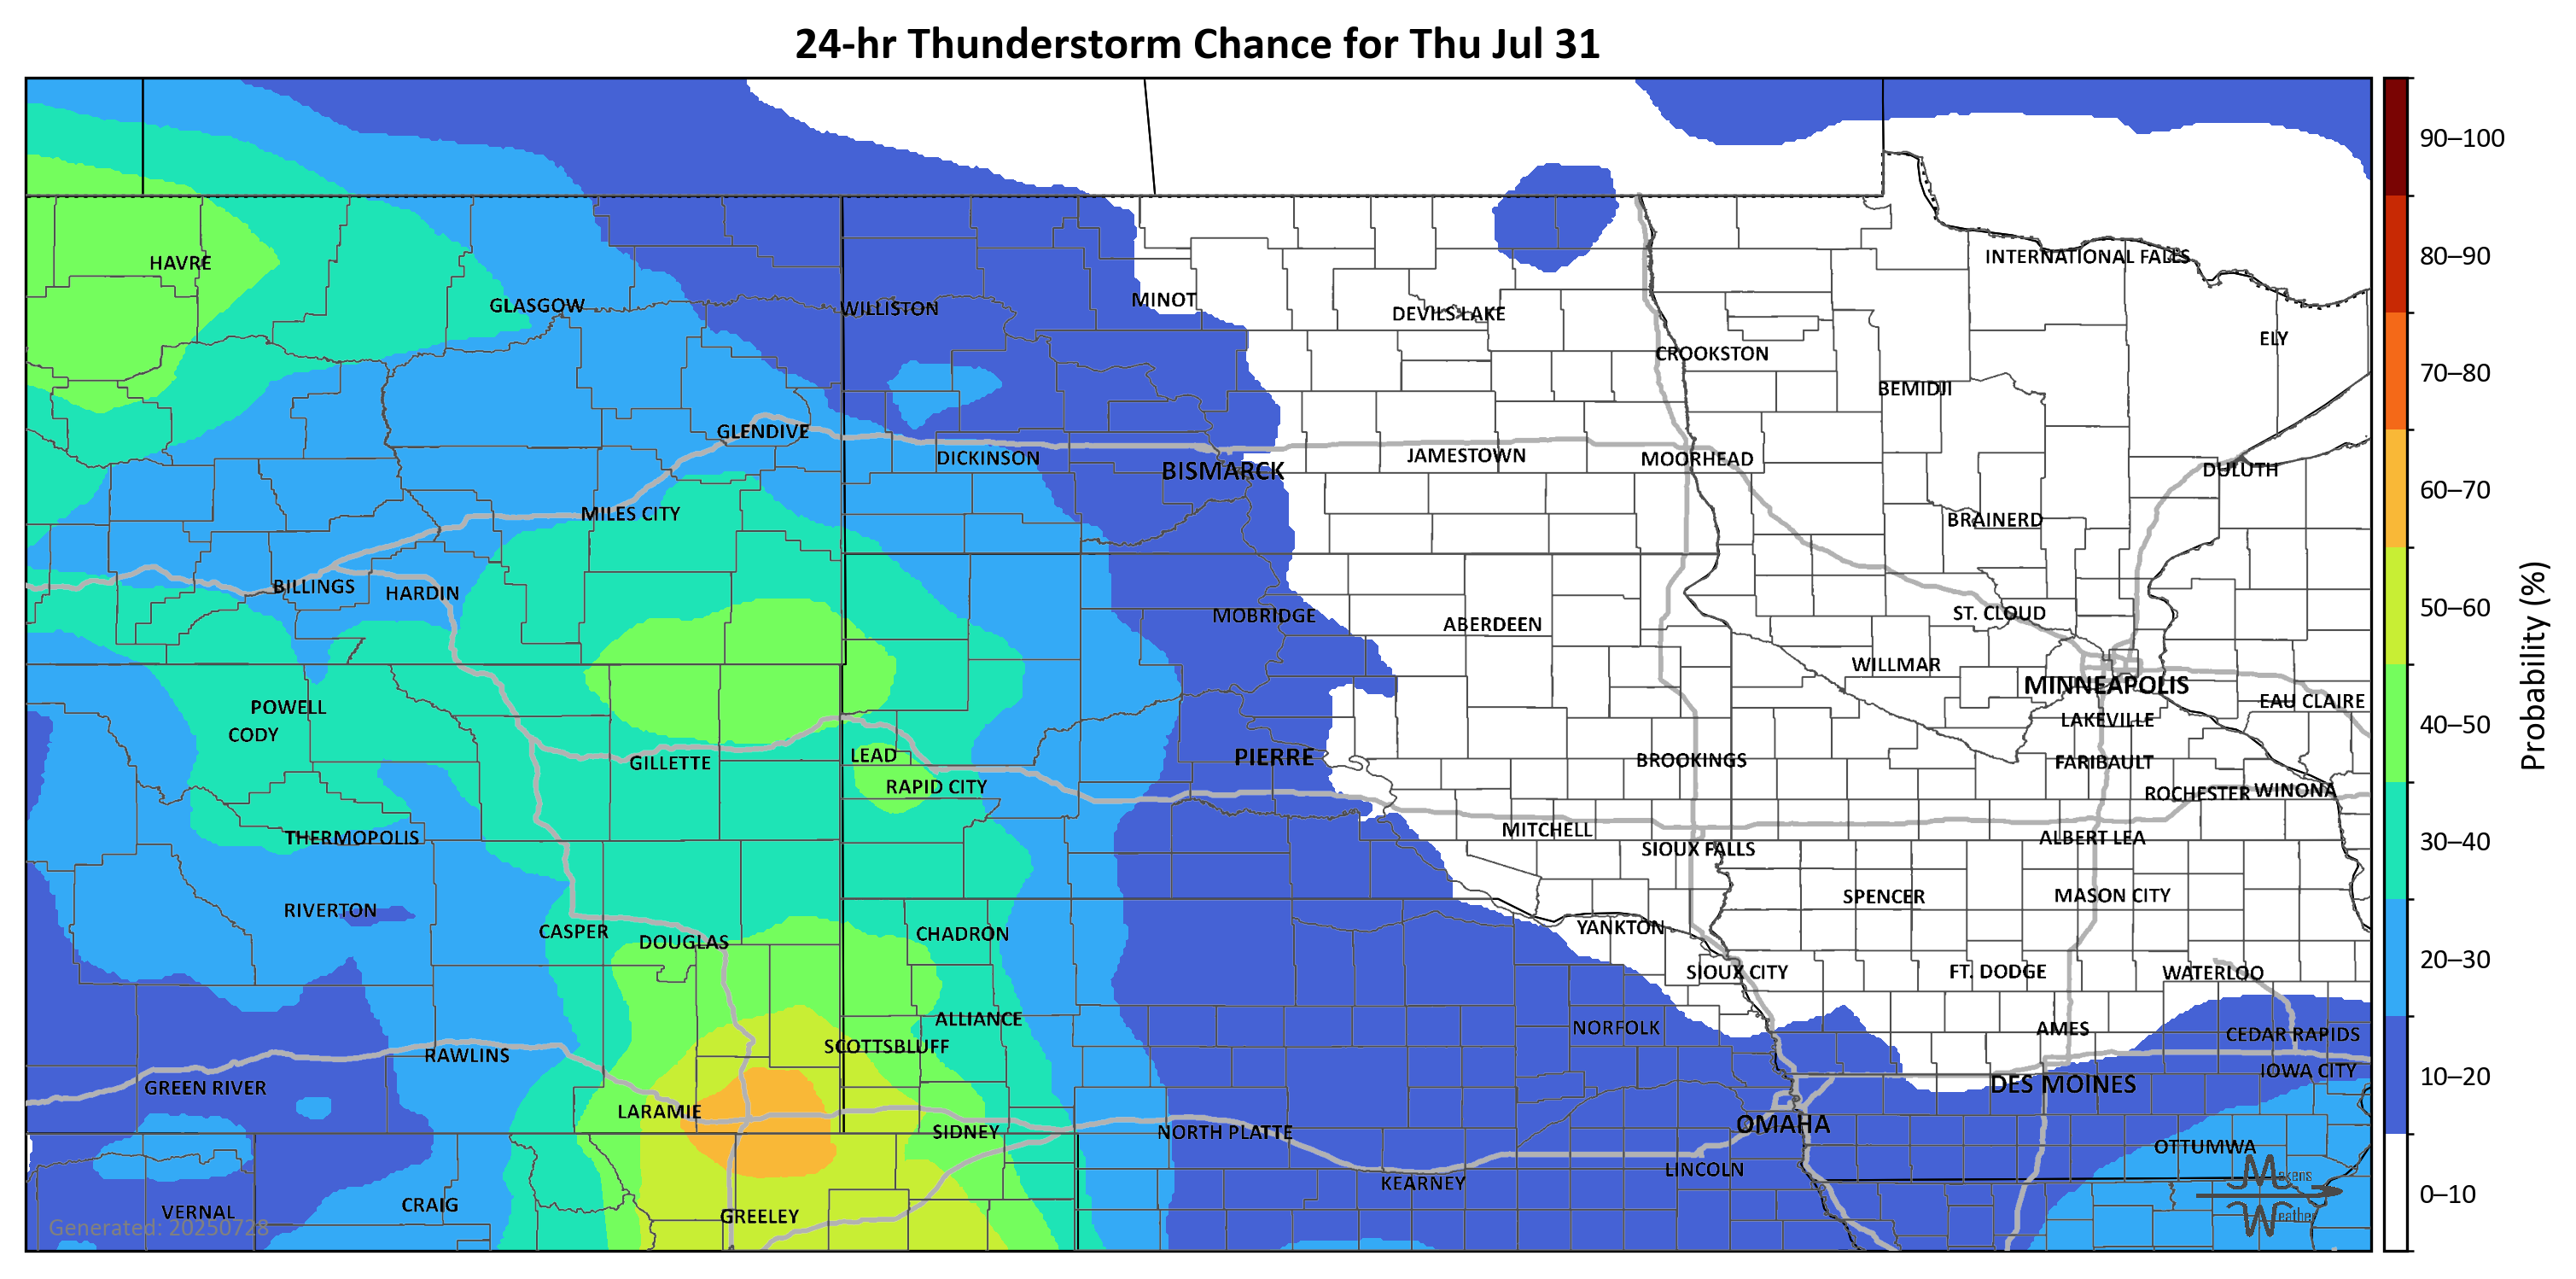 24-hr Thunderstorm Chance for Thu Jul 31
90–100
HAVRE
INTERNATIONAL FALLS
80–90
GLASGOW
WILLISTON
MINOT
DEVILS LAKE
ELY
CROOKSTON
70–80
BEMIDJI
GLENDIVE
DICKINSON
BISMARCK
JAMESTOWN
MOORHEAD
DULUTH
60–70
MILES CITY
BRAINERD
BILLINGS
HARDIN
MOBRIDGE
ABERDEEN
ST. CLOUD
50–60
WILLMAR
MINNEAPOLIS
POWELL
EAU CLAIRE
CODY
LAKEVILLE
40–50
Probability (%)
GILLETTE
LEAD
PIERRE
BROOKINGS
FARIBAULT
RAPID CITY
ROCHESTER
WINONA
THERMOPOLIS
MITCHELL
ALBERT LEA
30–40
SIOUX FALLS
RIVERTON
SPENCER
MASON CITY
CASPER
DOUGLAS
CHADRON
YANKTON
20–30
SIOUX CITY
FT. DODGE
WATERLOO
ALLIANCE
NORFOLK
AMES
CEDAR RAPIDS
RAWLINS
SCOTTSBLUFF
IOWA CITY
10–20
GREEN RIVER
DES MOINES
LARAMIE
SIDNEY
NORTH PLATTE
OMAHA
OTTUMWA
LINCOLN
KEARNEY
Makens
Weather
0–10
CRAIG
VERNAL
GREELEY
Generated: 20250728